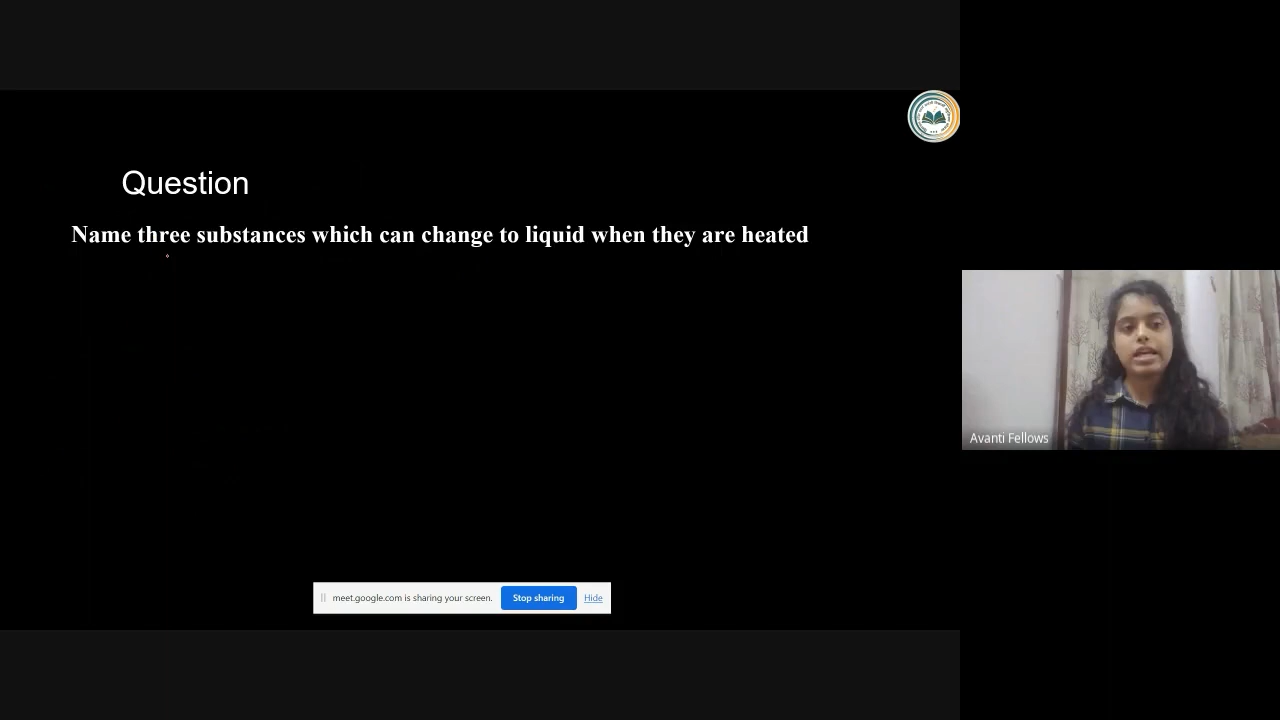 Question
Name three substances which can change to liquid when they are heated
Avanti Fellows
meet.google.com is sharing your screen. Stop sharing Hide